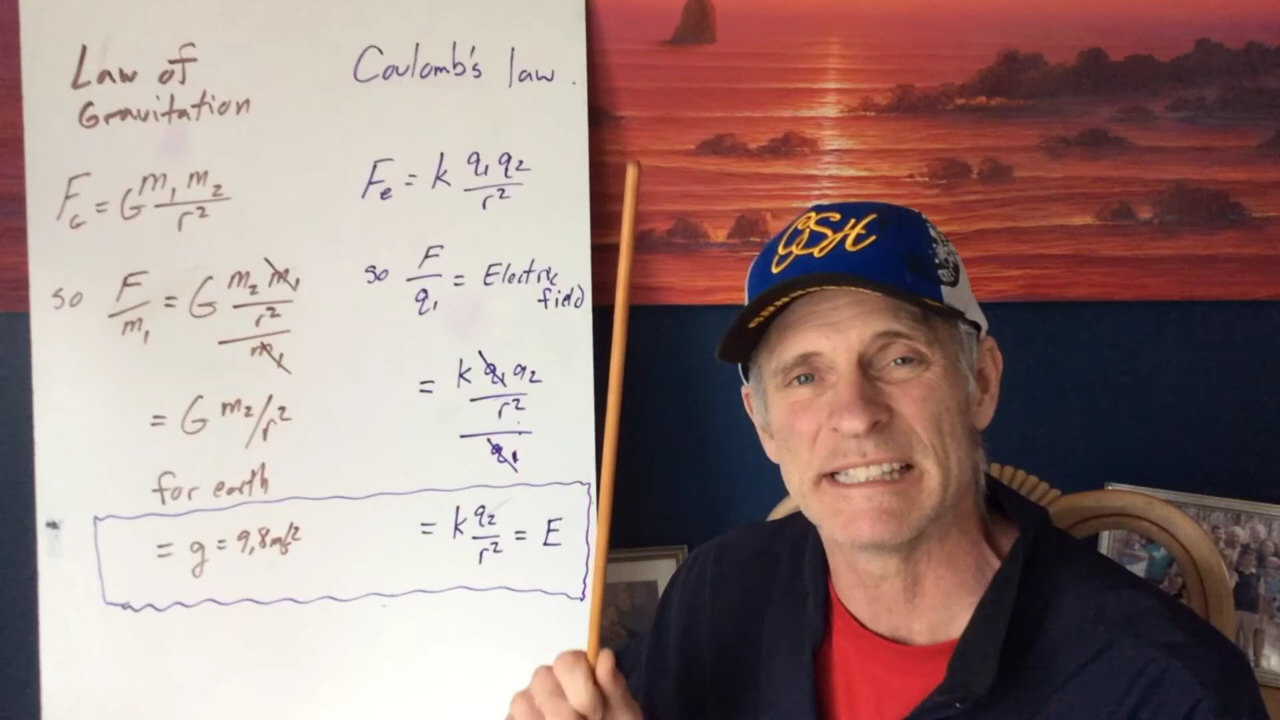 Law of
Gravitation
F_G = G m₁ m₂ / r²
so F / m₁ = G m₂ m₁ / r² / m₁
= G m₂/r²
for earth
= g = 9,8 m/s²
Coulomb's law.
Fₑ = k q₁ q₂ / r²
so F / q₁ = Electric
field
= k q₁ q₂ / r² / q₁
= k q₂ / r² = E
GSH